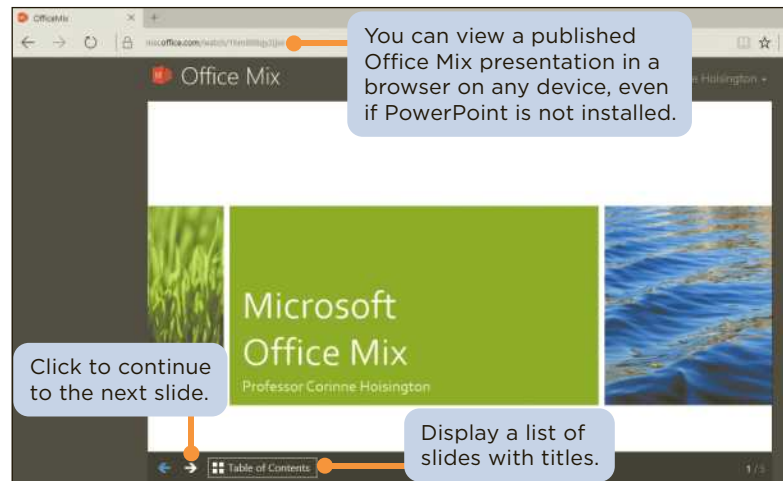 OfficeMix
You can view a published
Office Mix presentation in a
browser on any device, even
if PowerPoint is not installed.
Office Mix
Hoisington
Microsoft
Office Mix
Professor Corinne Hoisington
Click to continue
to the next slide.
Display a list of
slides with titles.
Table of Contents
1/5